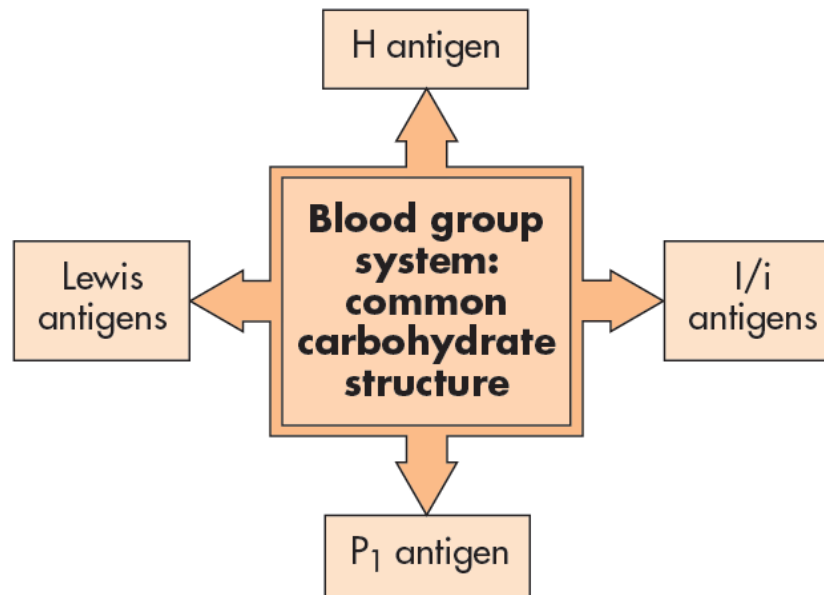 H antigen
Blood group
system:
common
carbohydrate
structure
Lewis
antigens
I/i
antigens
P₁ antigen